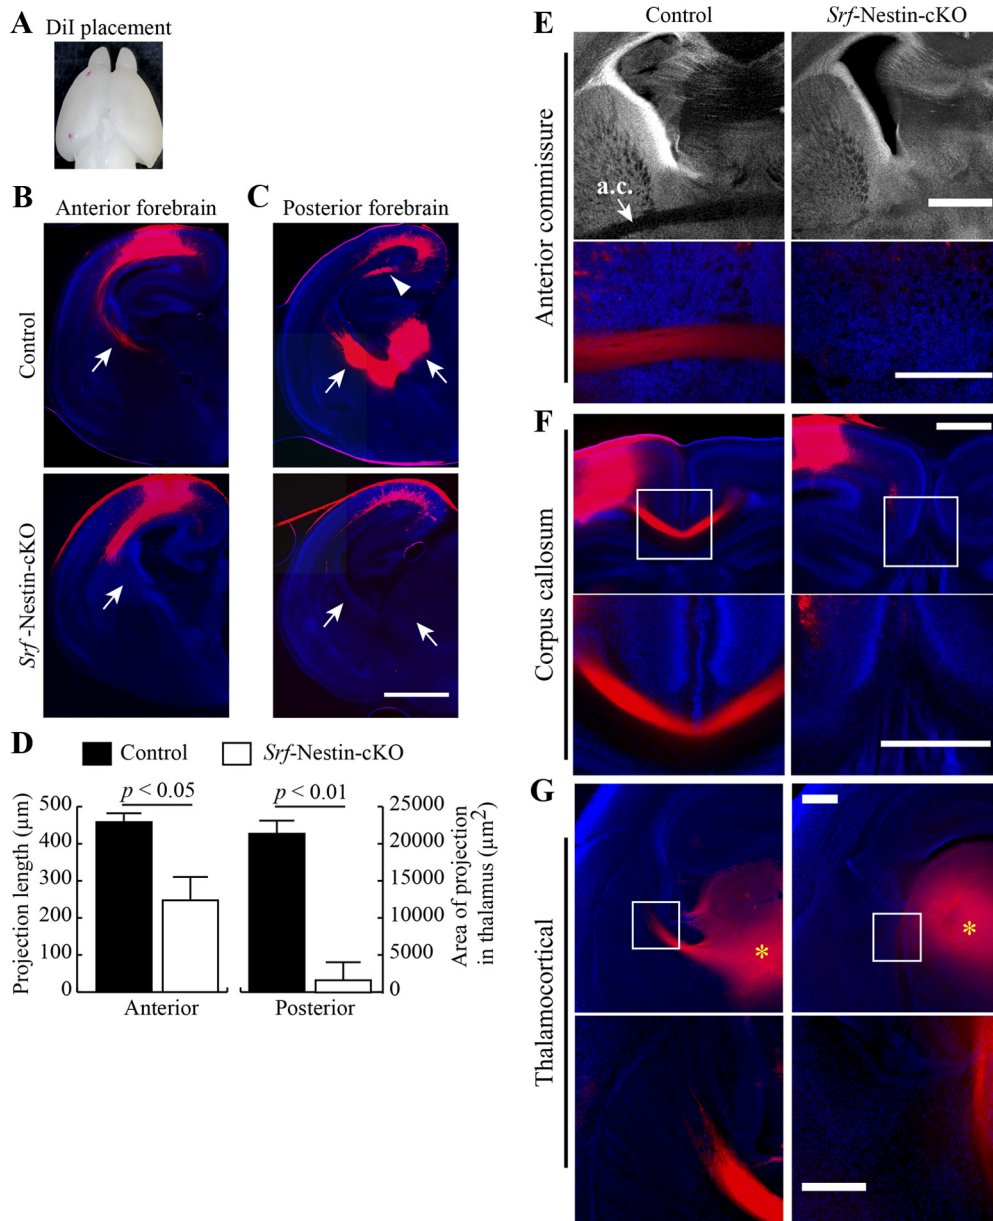 A
DiI placement
B
Anterior forebrain
C
Posterior forebrain
Control
Srf-Nestin-cKO
D
Control
Srf-Nestin-cKO
p < 0.05
p < 0.01
Projection length (µm)
500
400
300
200
100
0
25000
20000
15000
10000
5000
0
Area of projection
in thalamus (µm²)
Anterior
Posterior
E
Control
Srf-Nestin-cKO
Anterior commissure
a.c.
F
Corpus callosum
G
Thalamocortical
*
*